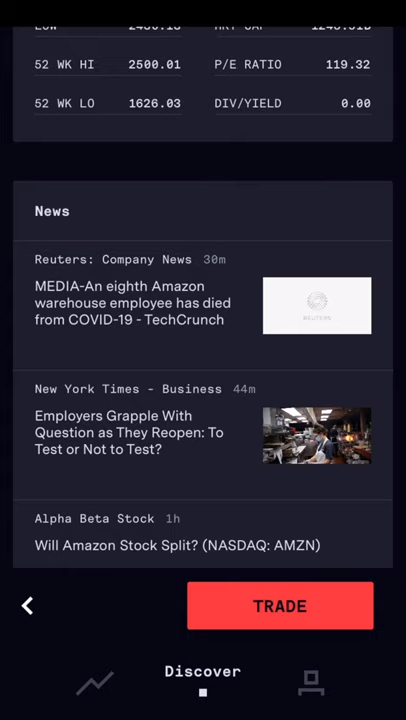 52 WK HI 2500.01 P/E RATIO 119.32
52 WK LO 1626.03 DIV/YIELD 0.00
News
Reuters: Company News 30m
MEDIA-An eighth Amazon
warehouse employee has died
from COVID-19 - TechCrunch
REUTERS
New York Times - Business 44m
Employers Grapple With
Question as They Reopen: To
Test or Not to Test?
Alpha Beta Stock 1h
Will Amazon Stock Split? (NASDAQ: AMZN)
TRADE
Discover